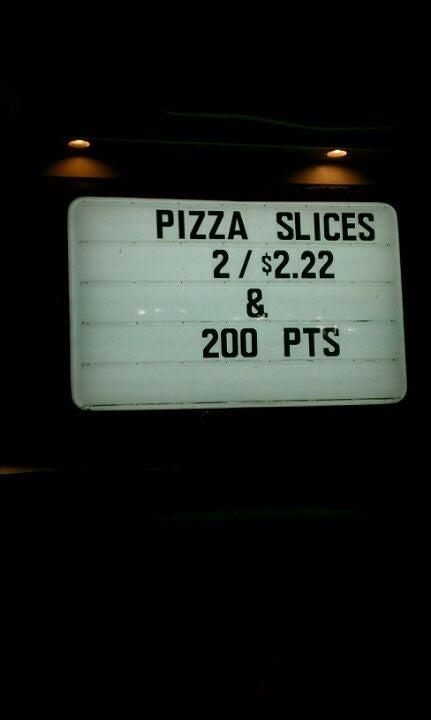 PIZZA SLICES
2 / $2.22
&
200 PTS